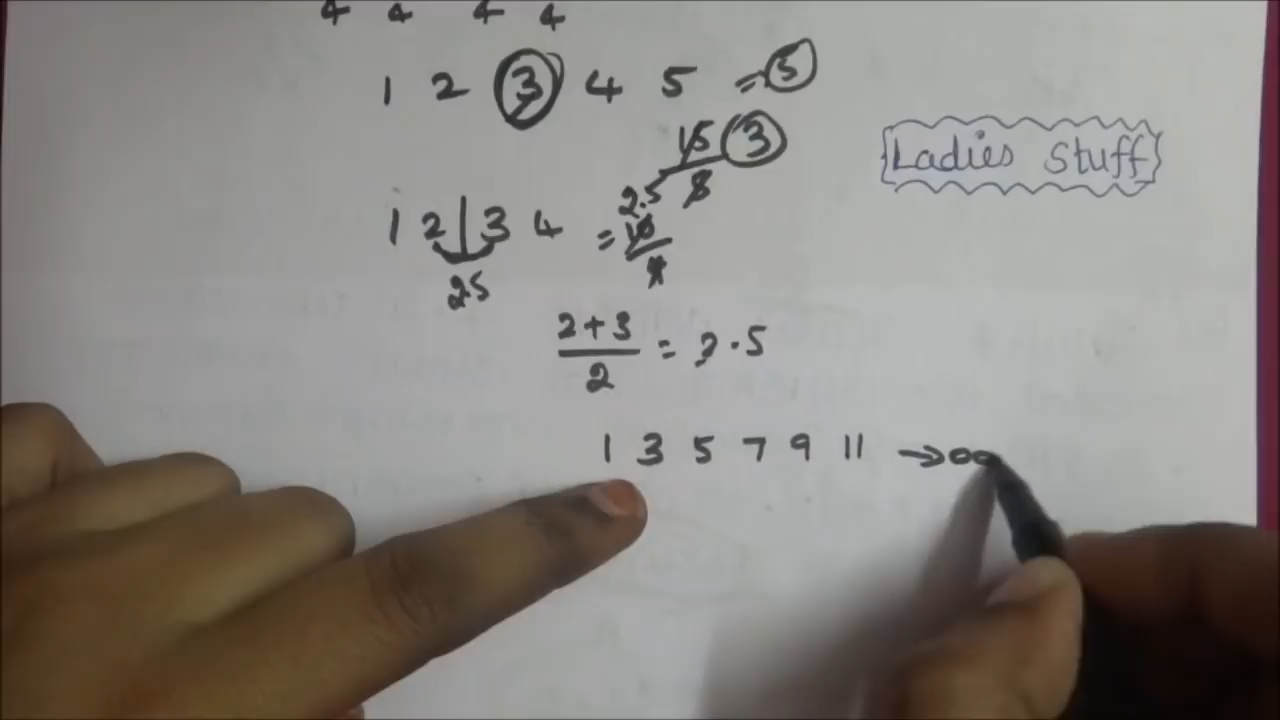 4 4 4 4
1 2 3 4 5 = 5
15 3
5
Ladies Stuff
2.5
1 2 | 3 4 = 10
4
25
2+3
2
= 2.5
1 3 5 7 9 11 →